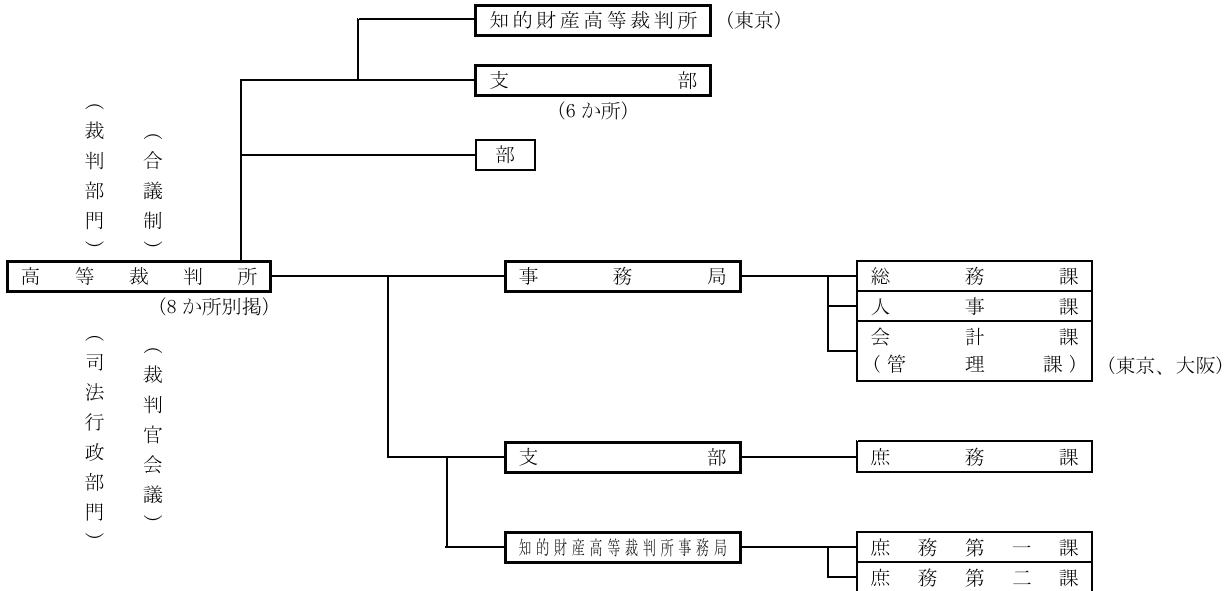 知的財産高等裁判所
(東京)
支部
(6か所)
部
(裁判部門)
(合議制)
高等裁判所
(8か所別掲)
(司法行政部門)
(裁判官会議)
事務局
総務課
人事課
会計課
(管理課)
(東京、大阪)
支部
庶務課
知的財産高等裁判所事務局
庶務第一課
庶務第二課